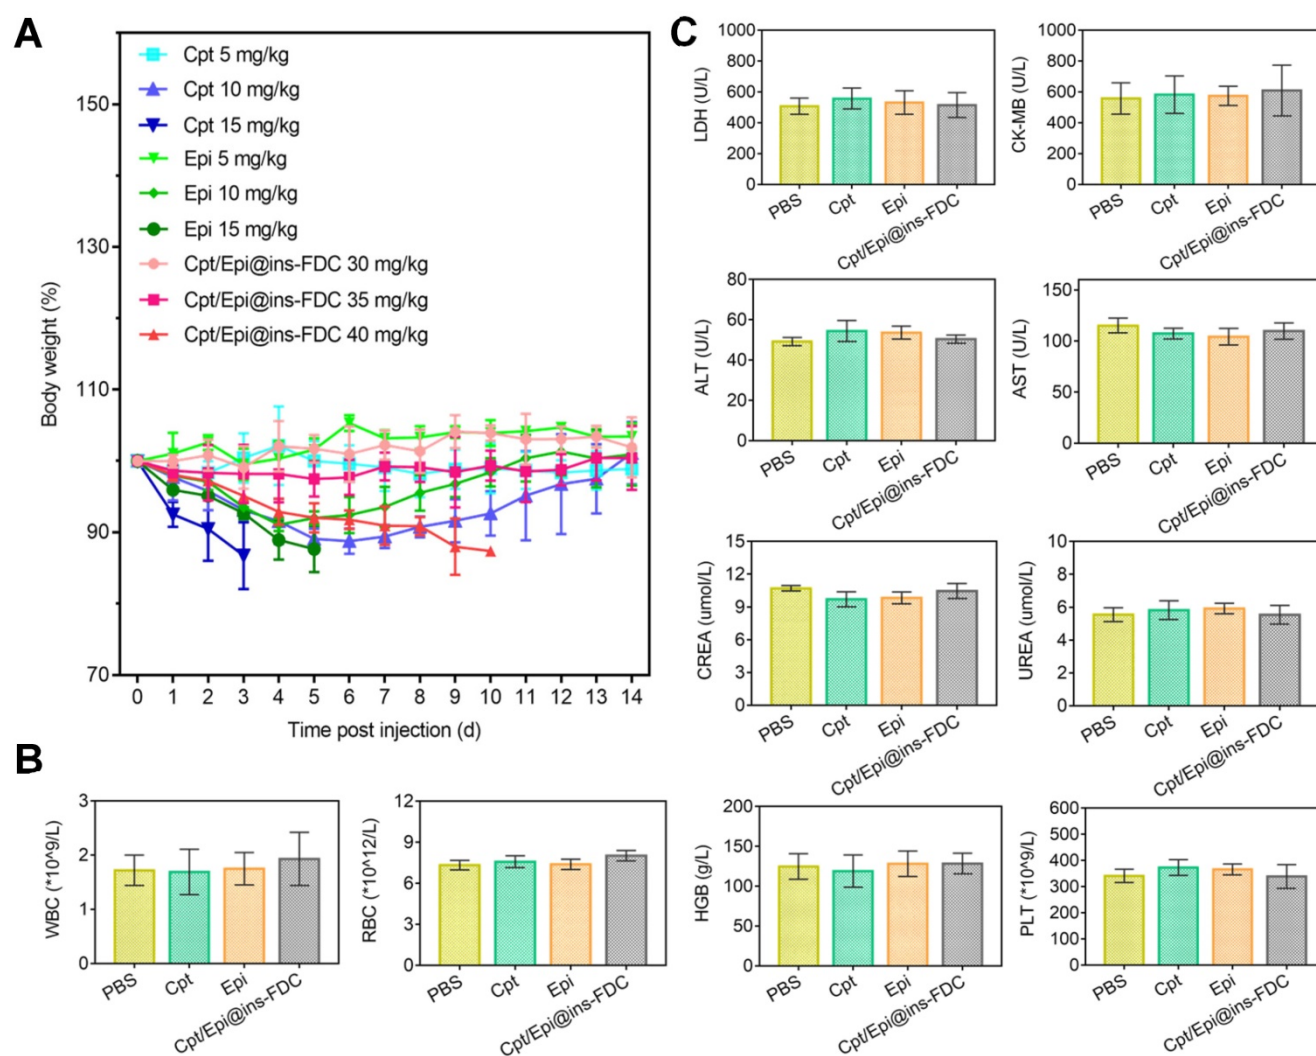 A
Cpt 5 mg/kg
Cpt 10 mg/kg
Cpt 15 mg/kg
Epi 5 mg/kg
Epi 10 mg/kg
Epi 15 mg/kg
Cpt/Epi@ins-FDC 30 mg/kg
Cpt/Epi@ins-FDC 35 mg/kg
Cpt/Epi@ins-FDC 40 mg/kg
150
130
110
90
70
Body weight (%)
0 1 2 3 4 5 6 7 8 9 10 11 12 13 14
Time post injection (d)
B
WBC (*10^9/L)
3
2
1
0
PBS
Cpt
Epi
Cpt/Epi@ins-FDC
RBC (*10^12/L)
12
9
6
3
0
PBS
Cpt
Epi
Cpt/Epi@ins-FDC
HGB (g/L)
200
150
100
50
0
PBS
Cpt
Epi
Cpt/Epi@ins-FDC
PLT (*10^9/L)
600
500
400
300
200
100
0
PBS
Cpt
Epi
Cpt/Epi@ins-FDC
C
LDH (U/L)
1000
800
600
400
200
0
PBS
Cpt
Epi
Cpt/Epi@ins-FDC
CK-MB (U/L)
1000
800
600
400
200
0
PBS
Cpt
Epi
Cpt/Epi@ins-FDC
ALT (U/L)
80
60
40
20
0
PBS
Cpt
Epi
Cpt/Epi@ins-FDC
AST (U/L)
150
100
50
0
PBS
Cpt
Epi
Cpt/Epi@ins-FDC
CREA (umol/L)
15
12
9
6
3
0
PBS
Cpt
Epi
Cpt/Epi@ins-FDC
UREA (umol/L)
10
8
6
4
2
0
PBS
Cpt
Epi
Cpt/Epi@ins-FDC